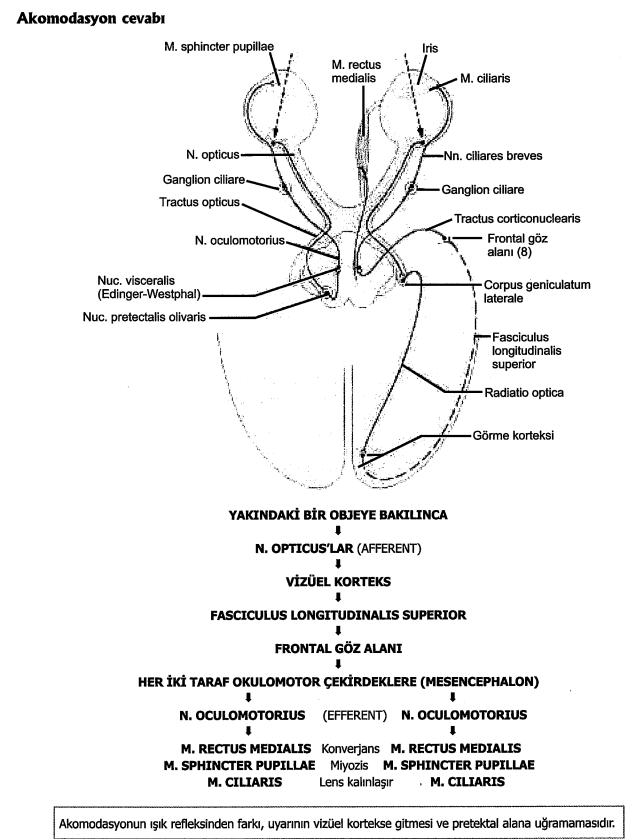 Akomodasyon cevabı
M. sphincter pupillae
M. rectus
medialis
Iris
M. ciliaris
N. opticus
Nn. ciliares breves
Ganglion ciliare
Ganglion ciliare
Tractus opticus
Tractus corticonuclearis
N. oculomotorius
Frontal göz
alanı (8)
Nuc. visceralis
(Edinger-Westphal)
Corpus geniculatum
laterale
Nuc. pretectalis olivaris
Fasciculus
longitudinalis
superior
Radiatio optica
Görme korteksi
YAKINDAKİ BİR OBJEYE BAKILINCA
⬇
N. OPTICUS'LAR (AFFERENT)
⬇
VİZÜEL KORTEKS
⬇
FASCICULUS LONGITUDINALIS SUPERIOR
⬇
FRONTAL GÖZ ALANI
⬇
HER İKİ TARAF OKULOMOTOR ÇEKİRDEKLERE (MESENCEPHALON)
⬇ ⬇
N. OCULOMOTORIUS (EFFERENT) N. OCULOMOTORIUS
⬇ ⬇
M. RECTUS MEDIALIS Konverjans M. RECTUS MEDIALIS
M. SPHINCTER PUPILLAE Miyozis M. SPHINCTER PUPILLAE
M. CILIARIS Lens kalınlaşır M. CILIARIS
Akomodasyonun ışık refleksinden farkı, uyarının vizüel kortekse gitmesi ve pretektal alana uğramamasıdır.